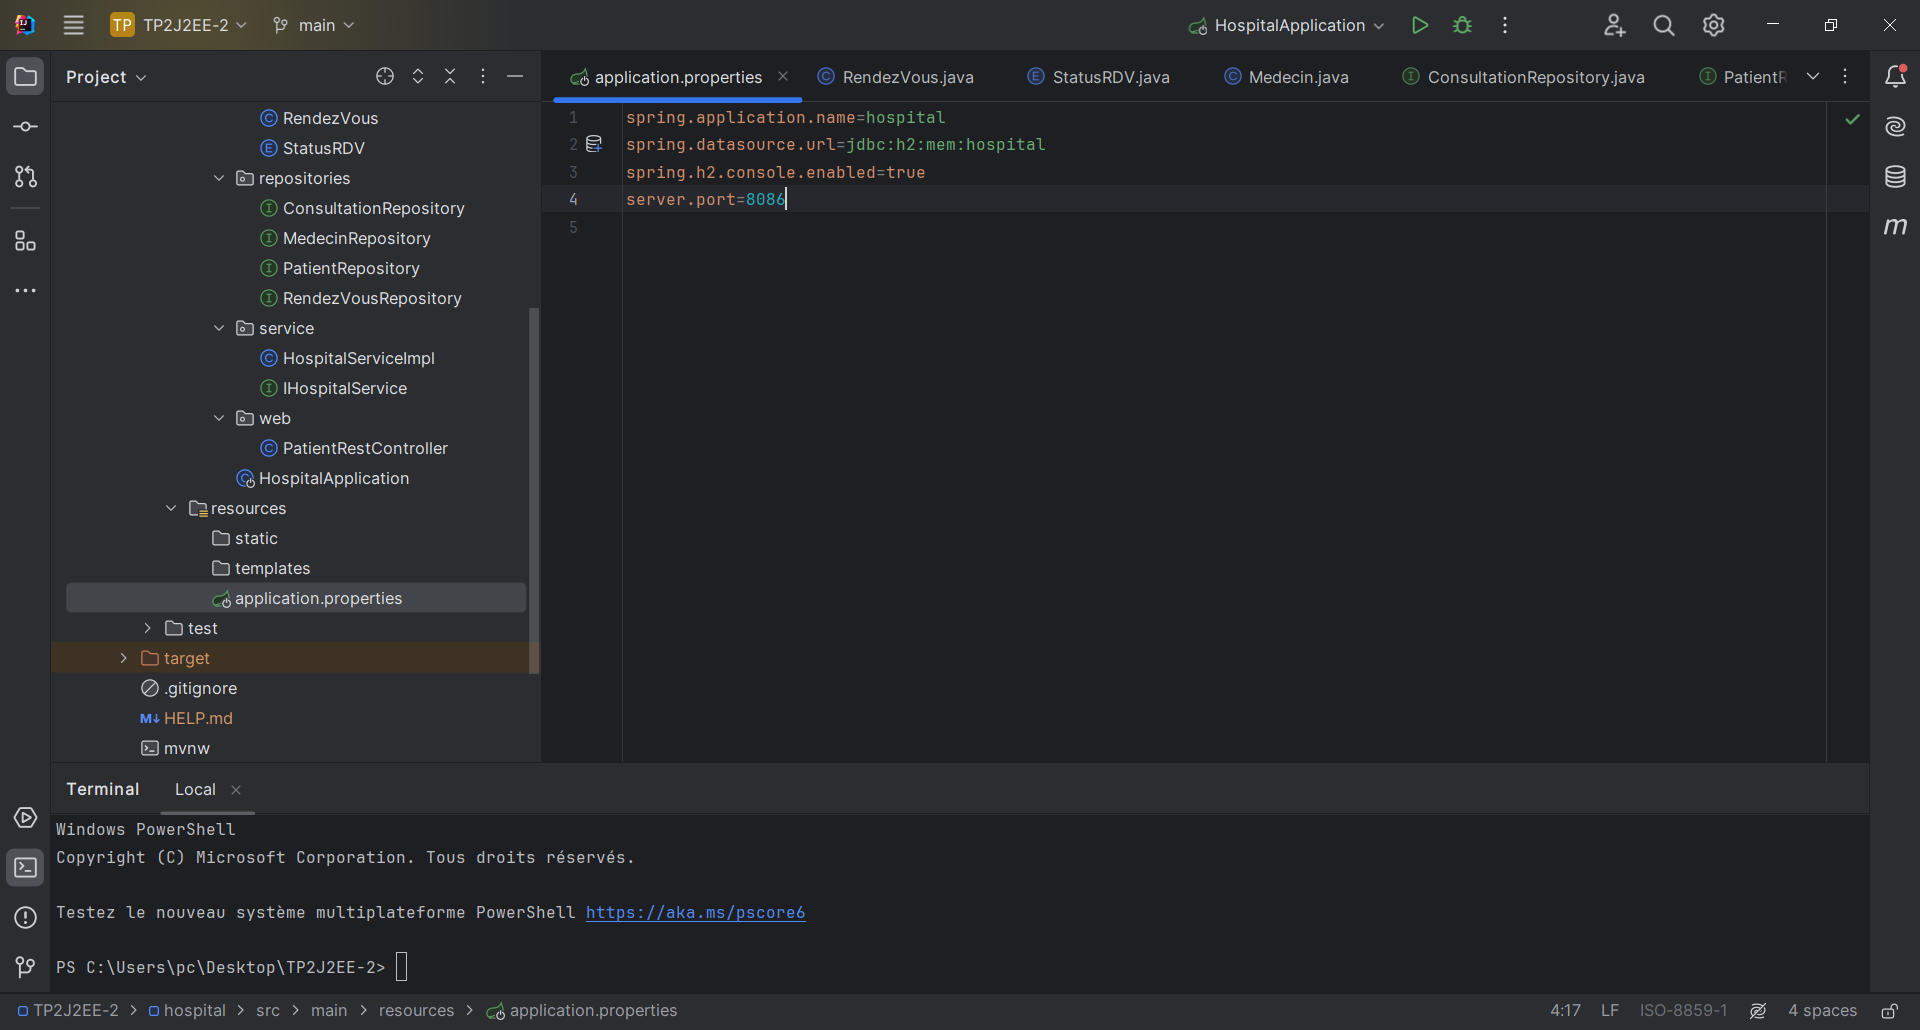 TP TP2J2EE-2 main HospitalApplication
Project
application.properties RendezVous.java StatusRDV.java Medecin.java ConsultationRepository.java PatientR
RendezVous
StatusRDV
repositories
ConsultationRepository
MedecinRepository
PatientRepository
RendezVousRepository
service
HospitalServiceImpl
IHospitalService
web
PatientRestController
HospitalApplication
resources
static
templates
application.properties
test
target
.gitignore
HELP.md
mvnw
1 spring.application.name=hospital
2 spring.datasource.url=jdbc:h2:mem:hospital
3 spring.h2.console.enabled=true
4 server.port=8086
5
Terminal Local
Windows PowerShell
Copyright (C) Microsoft Corporation. Tous droits réservés.
Testez le nouveau système multiplateforme PowerShell https://aka.ms/pscore6
PS C:\Users\pc\Desktop\TP2J2EE-2>
TP2J2EE-2 > hospital > src > main > resources > application.properties 4:17 LF ISO-8859-1 4 spaces